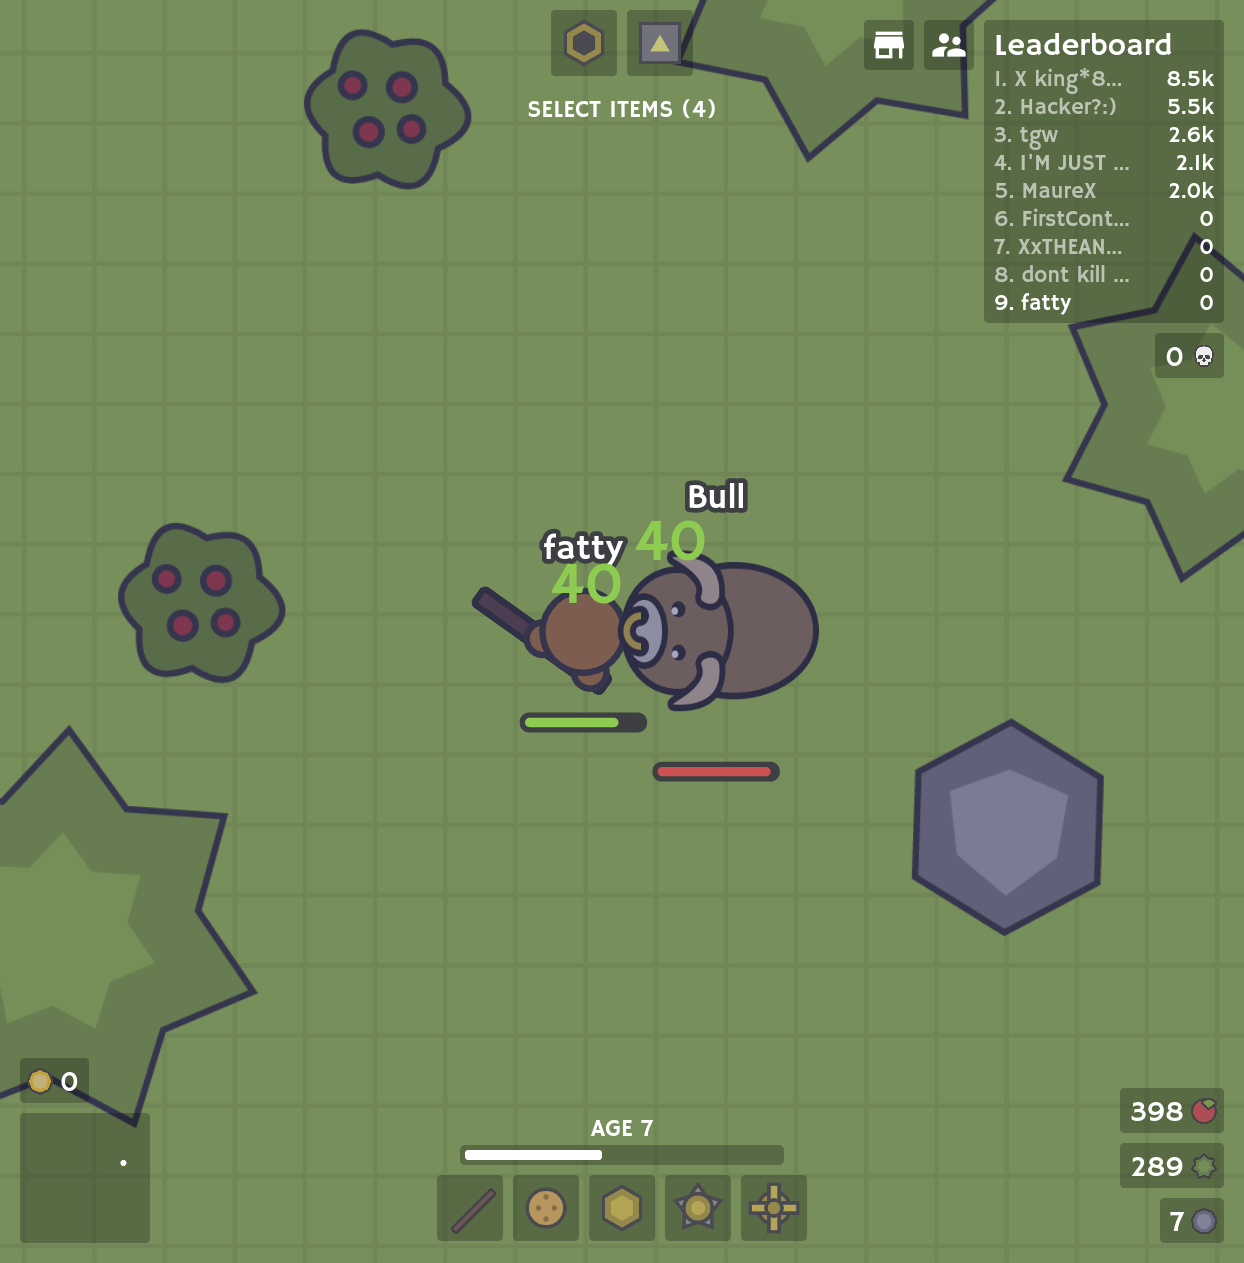 SELECT ITEMS (4)
Leaderboard
1. X king*8... 8.5k
2. Hacker?:) 5.5k
3. tgw 2.6k
4. I'M JUST ... 2.1k
5. MaureX 2.0k
6. FirstCont... 0
7. XxTHEAN... 0
8. dont kill ... 0
9. fatty 0
0
Bull
40
fatty
40
0
AGE 7
398
289
7